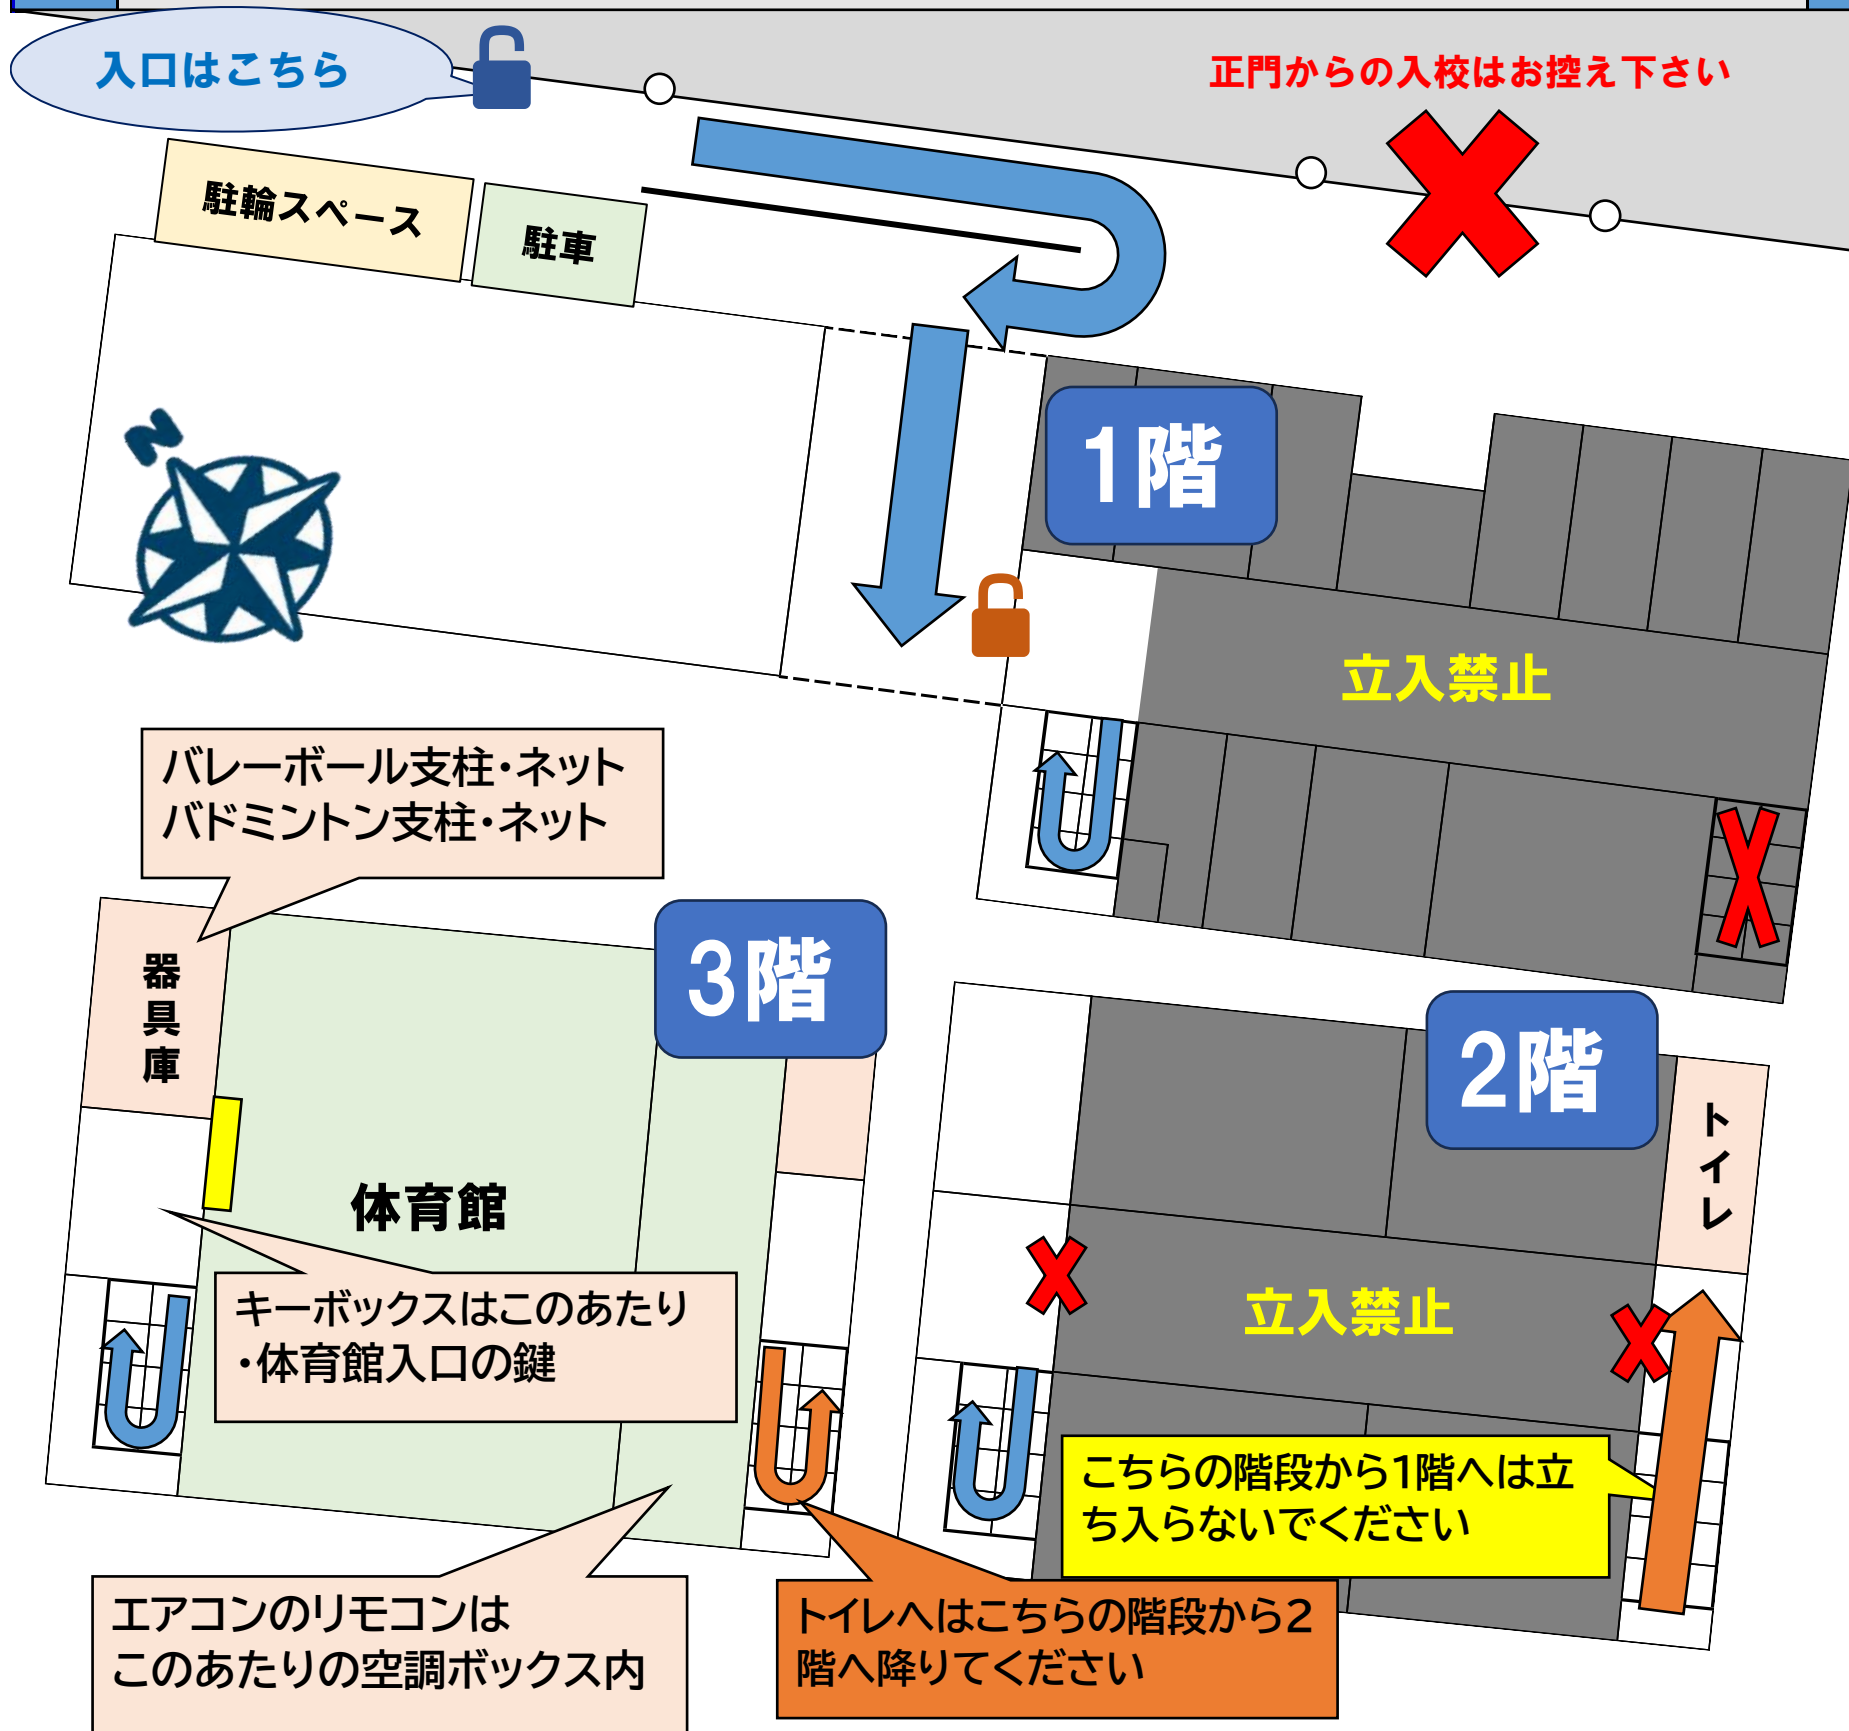 入口はこちら
正門からの入校はお控え下さい
駐輪スペース
駐車
N
1階
立入禁止
バレーボール支柱・ネット
バドミントン支柱・ネット
器具庫
3階
体育館
キーボックスはこのあたり
・体育館入口の鍵
2階
トイレ
立入禁止
こちらの階段から1階へは立
ち入らないでください
エアコンのリモコンは
このあたりの空調ボックス内
トイレへはこちらの階段から2
階へ降りてください